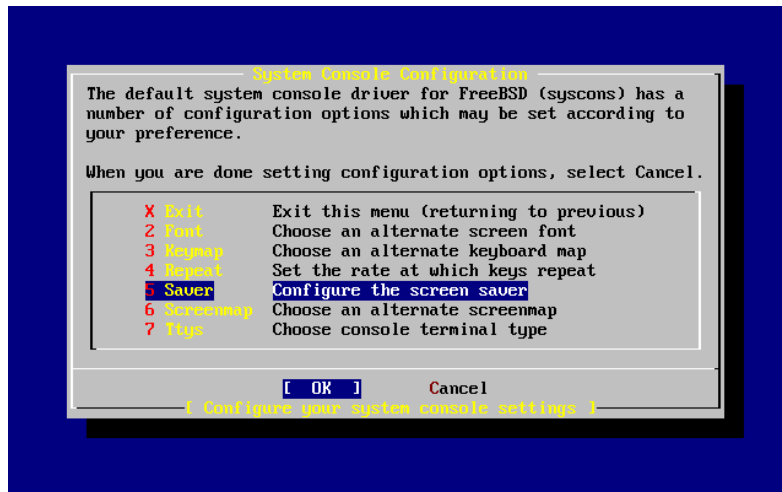 System Console Configuration
The default system console driver for FreeBSD (syscons) has a
number of configuration options which may be set according to
your preference.
When you are done setting configuration options, select Cancel.
X Exit Exit this menu (returning to previous)
2 Font Choose an alternate screen font
3 Keymap Choose an alternate keyboard map
4 Repeat Set the rate at which keys repeat
5 Saver Configure the screen saver
6 Screenmap Choose an alternate screenmap
7 Ttys Choose console terminal type
[ OK ] Cancel
[ Configure your system console settings ]